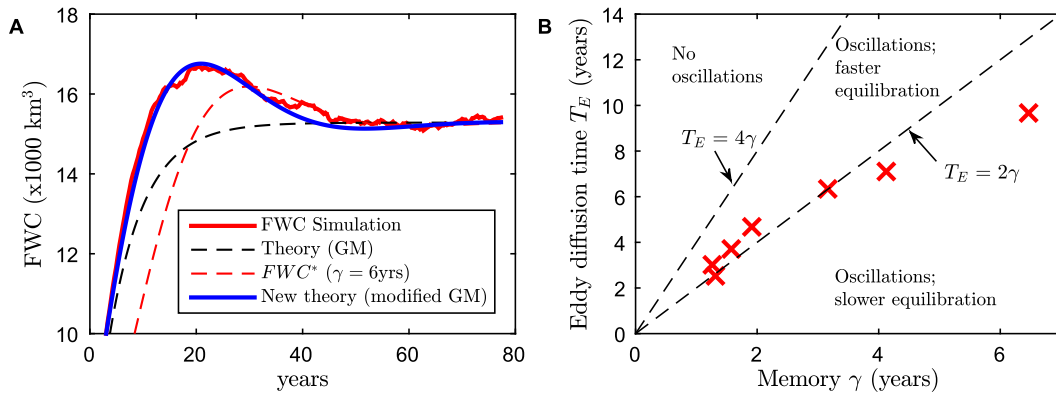 A
FWC (x1000 km³)
18
16
14
12
10
0
20
40
60
80
years
FWC Simulation
Theory (GM)
FWC* (γ = 6yrs)
New theory (modified GM)
B
Eddy diffusion time T_E (years)
14
12
10
8
6
4
2
0
0
2
4
6
Memory γ (years)
No
oscillations
Oscillations;
faster
equilibration
T_E = 4γ
T_E = 2γ
Oscillations;
slower equilibration